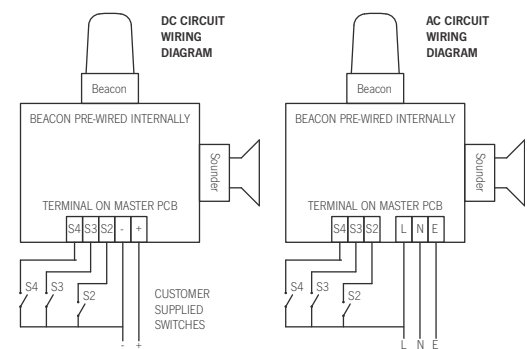 DC CIRCUIT
WIRING
DIAGRAM
Beacon
BEACON PRE-WIRED INTERNALLY
Sounder
TERMINAL ON MASTER PCB
S4 S3 S2 - +
S4 S3
S2
CUSTOMER
SUPPLIED
SWITCHES
- +
AC CIRCUIT
WIRING
DIAGRAM
Beacon
BEACON PRE-WIRED INTERNALLY
Sounder
TERMINAL ON MASTER PCB
S4 S3 S2 L N E
S4 S3
S2
L N E